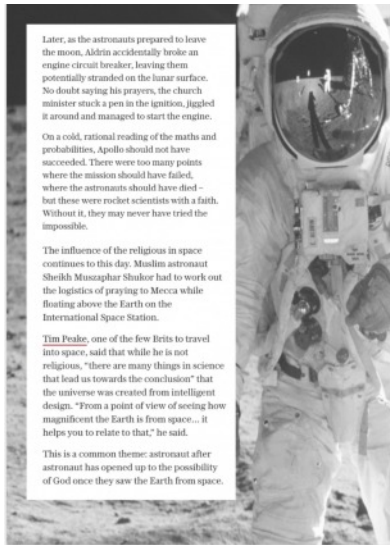 Later, as the astronauts prepared to leave
the moon, Aldrin accidentally broke an
engine circuit breaker, leaving them
potentially stranded on the lunar surface.
No doubt saying his prayers, the church
minister stuck a pen in the ignition, jiggled
it around and managed to start the engine.
On a cold, rational reading of the maths and
probabilities, Apollo should not have
succeeded. There were too many points
where the mission should have failed,
where the astronauts should have died –
but these were rocket scientists with a faith.
Without it, they may never have tried the
impossible.
The influence of the religious in space
continues to this day. Muslim astronaut
Sheikh Muszaphar Shukor had to work out
the logistics of praying to Mecca while
floating above the Earth on the
International Space Station.
Tim Peake, one of the few Brits to travel
into space, said that while he is not
religious, “there are many things in science
that lead us towards the conclusion” that
the universe was created from intelligent
design. “From a point of view of seeing how
magnificent the Earth is from space... it
helps you to relate to that,” he said.
This is a common theme: astronaut after
astronaut has opened up to the possibility
of God once they saw the Earth from space.